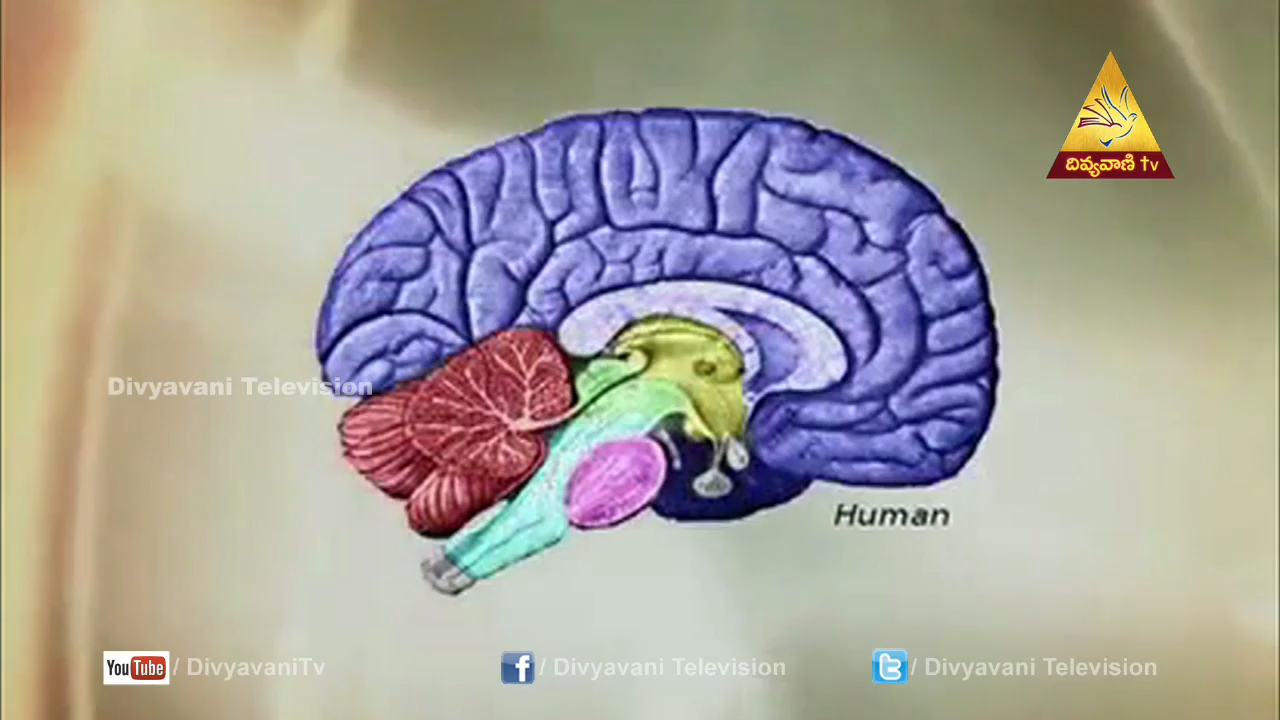 దివ్యవాణి tv
Divyavani Television
Human
YouTube / DivyavaniTv
f / Divyavani Television
t / Divyavani Television